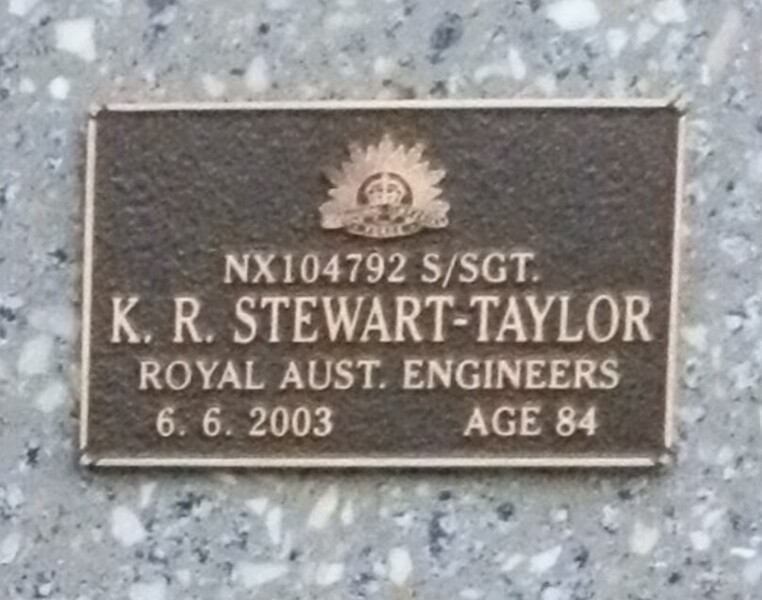 NX104792 S/SGT.
K. R. STEWART-TAYLOR
ROYAL AUST. ENGINEERS
6. 6. 2003 AGE 84